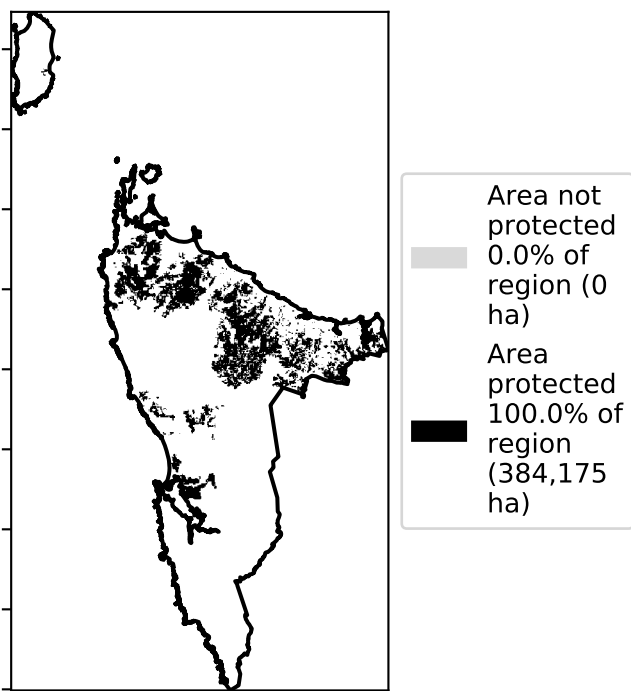 Area not
protected
0.0% of
region (0
ha)
Area
protected
100.0% of
region
(384,175
ha)